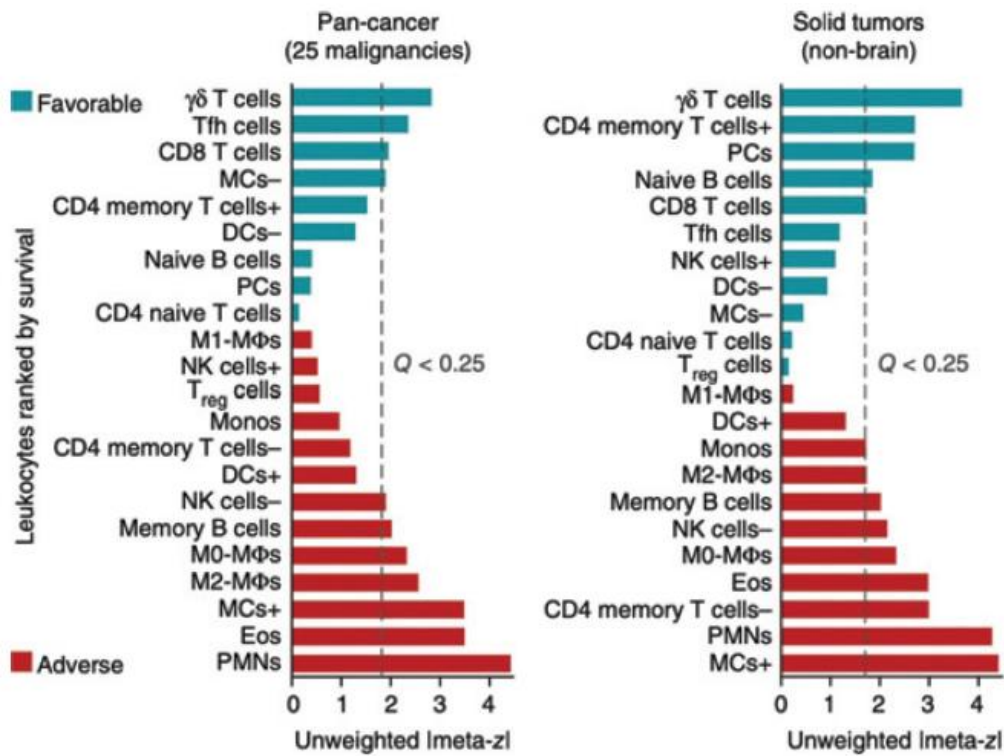 Pan-cancer
(25 malignancies)
Favorable
γδ T cells
Tfh cells
CD8 T cells
MCs–
CD4 memory T cells+
DCs–
Naive B cells
PCs
CD4 naive T cells
M1-MΦs
NK cells+
Treg cells
Monos
CD4 memory T cells–
DCs+
NK cells–
Memory B cells
M0-MΦs
M2-MΦs
MCs+
Eos
PMNs
Adverse
Leukocytes ranked by survival
Q < 0.25
0 1 2 3 4
Unweighted |meta-z|
Solid tumors
(non-brain)
γδ T cells
CD4 memory T cells+
PCs
Naive B cells
CD8 T cells
Tfh cells
NK cells+
DCs–
MCs–
CD4 naive T cells
Treg cells
M1-MΦs
DCs+
Monos
M2-MΦs
Memory B cells
NK cells–
M0-MΦs
Eos
CD4 memory T cells–
PMNs
MCs+
Q < 0.25
0 1 2 3 4
Unweighted |meta-z|